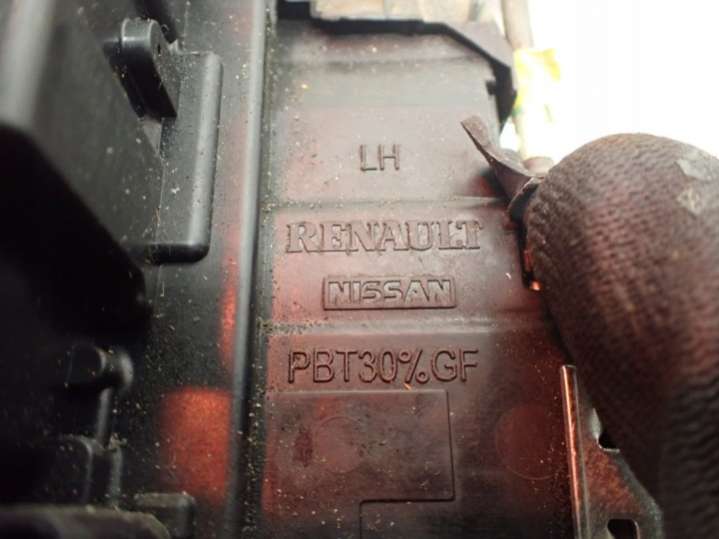 LH
RENAULT
NISSAN
PBT30%GF